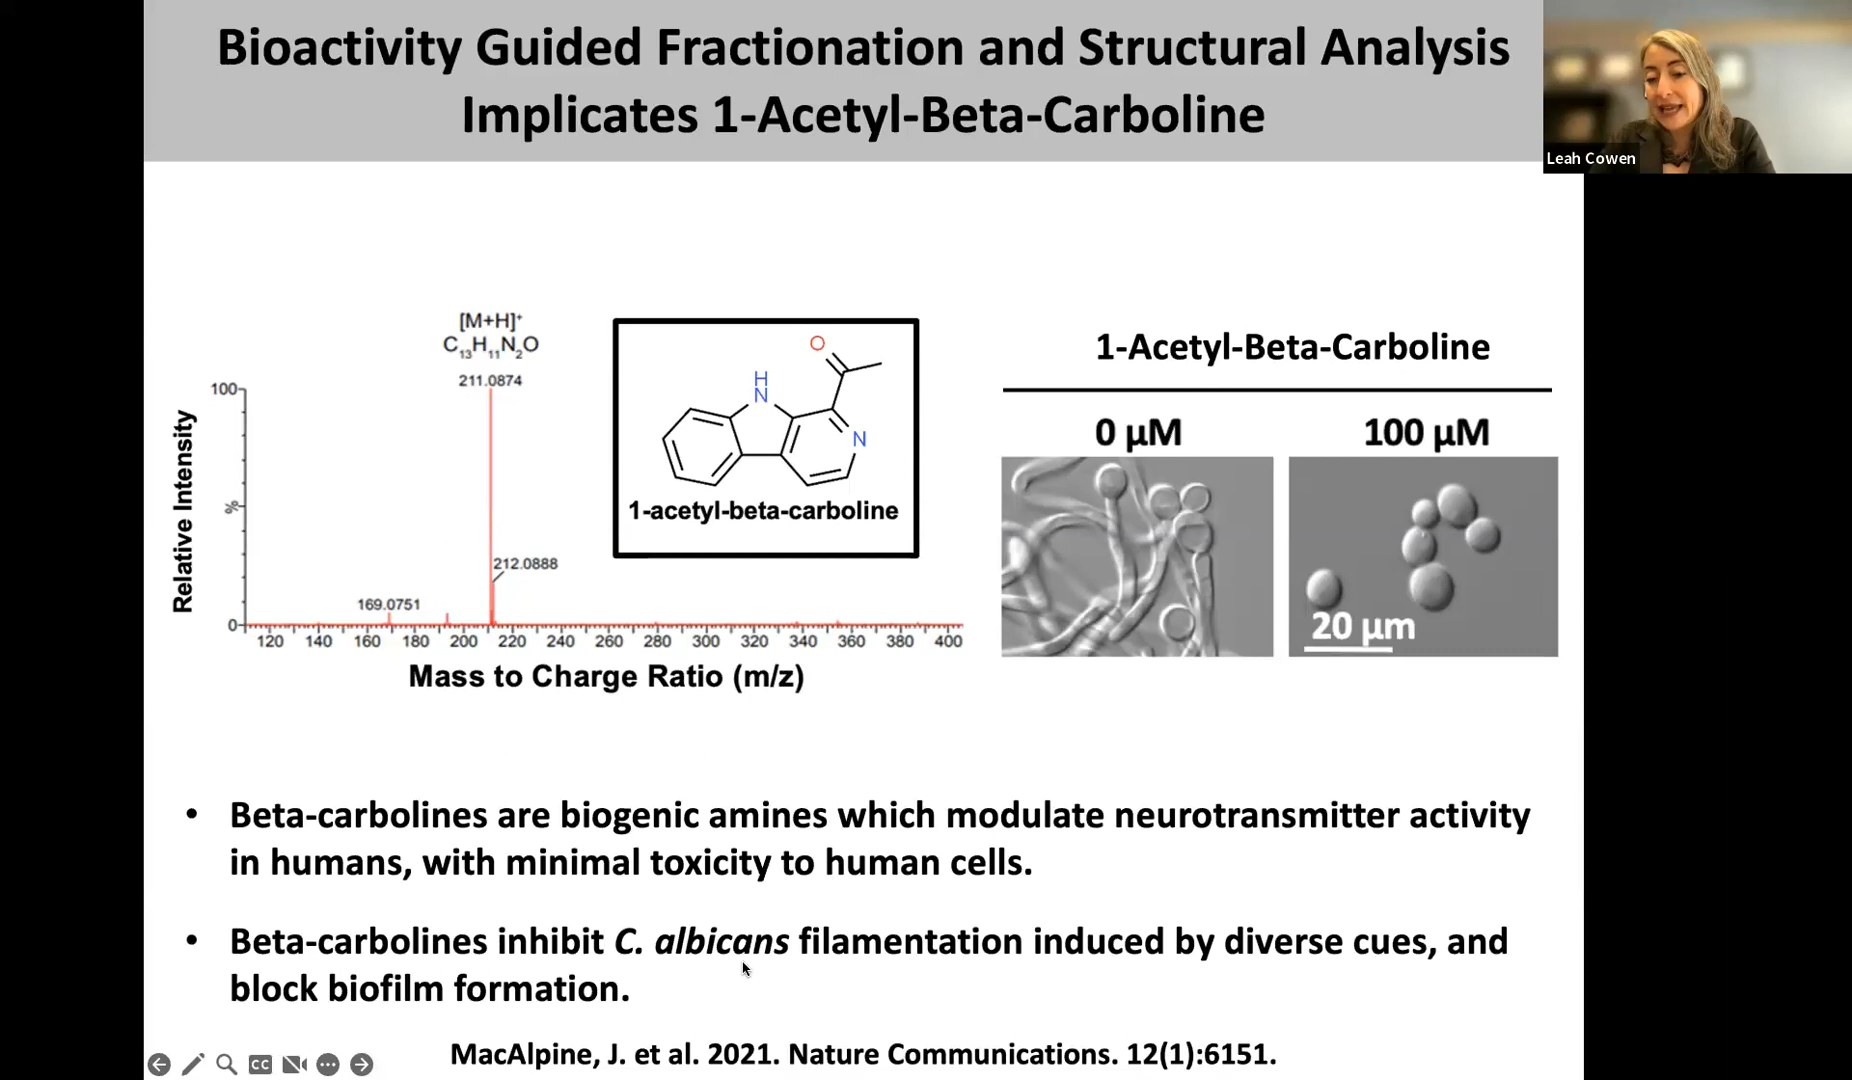 Bioactivity Guided Fractionation and Structural Analysis
Implicates 1-Acetyl-Beta-Carboline
Leah Cowen
[M+H]⁺
C₁₃H₁₁N₂O
211.0874
100
%
0
Relative Intensity
212.0888
169.0751
120 140 160 180 200 220 240 260 280 300 320 340 360 380 400
Mass to Charge Ratio (m/z)
O
H
N
N
1-acetyl-beta-carboline
1-Acetyl-Beta-Carboline
0 µM 100 µM
20 µm
• Beta-carbolines are biogenic amines which modulate neurotransmitter activity
in humans, with minimal toxicity to human cells.
• Beta-carbolines inhibit C. albicans filamentation induced by diverse cues, and
block biofilm formation.
MacAlpine, J. et al. 2021. Nature Communications. 12(1):6151.
CC